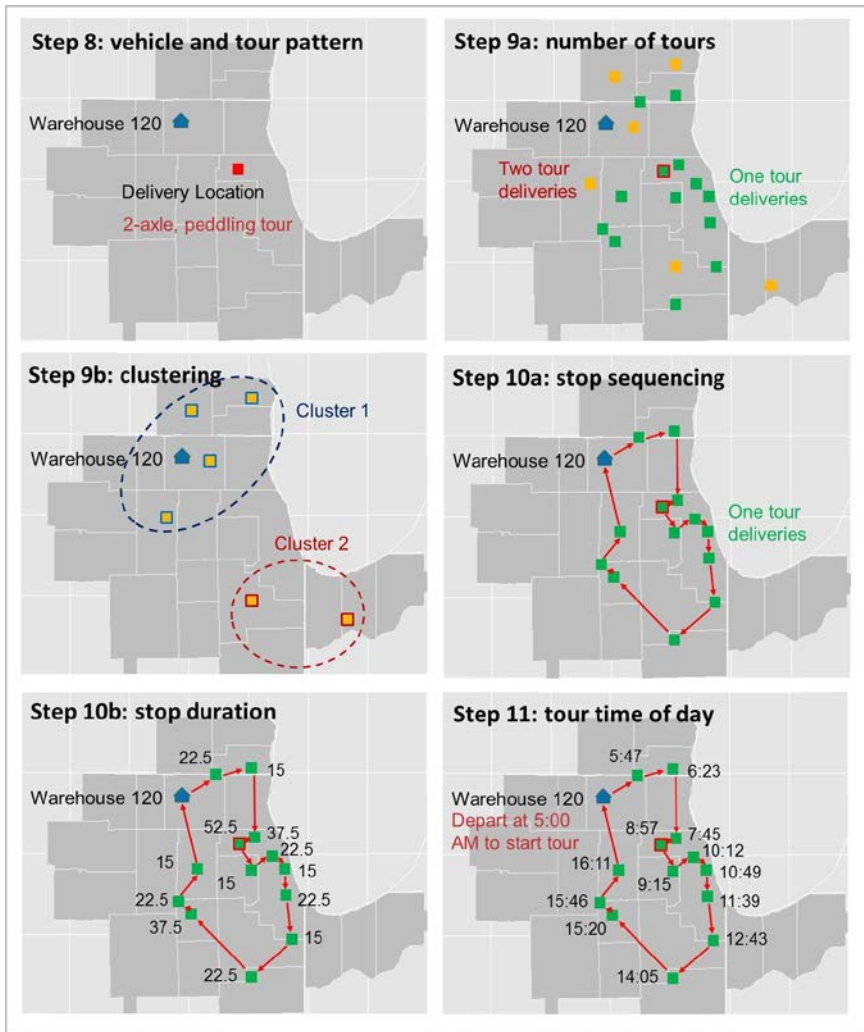 Step 8: vehicle and tour pattern
Warehouse 120
Delivery Location
2-axle, peddling tour
Step 9a: number of tours
Warehouse 120
Two tour
deliveries
One tour
deliveries
Step 9b: clustering
Cluster 1
Warehouse 120
Cluster 2
Step 10a: stop sequencing
Warehouse 120
One tour
deliveries
Step 10b: stop duration
22.5
15
Warehouse 120
52.5
37.5
22.5
15
15
15
22.5
22.5
37.5
15
22.5
Step 11: tour time of day
5:47
6:23
Warehouse 120
Depart at 5:00
AM to start tour
8:57
7:45
10:12
16:11
10:49
9:15
11:39
15:46
15:20
12:43
14:05